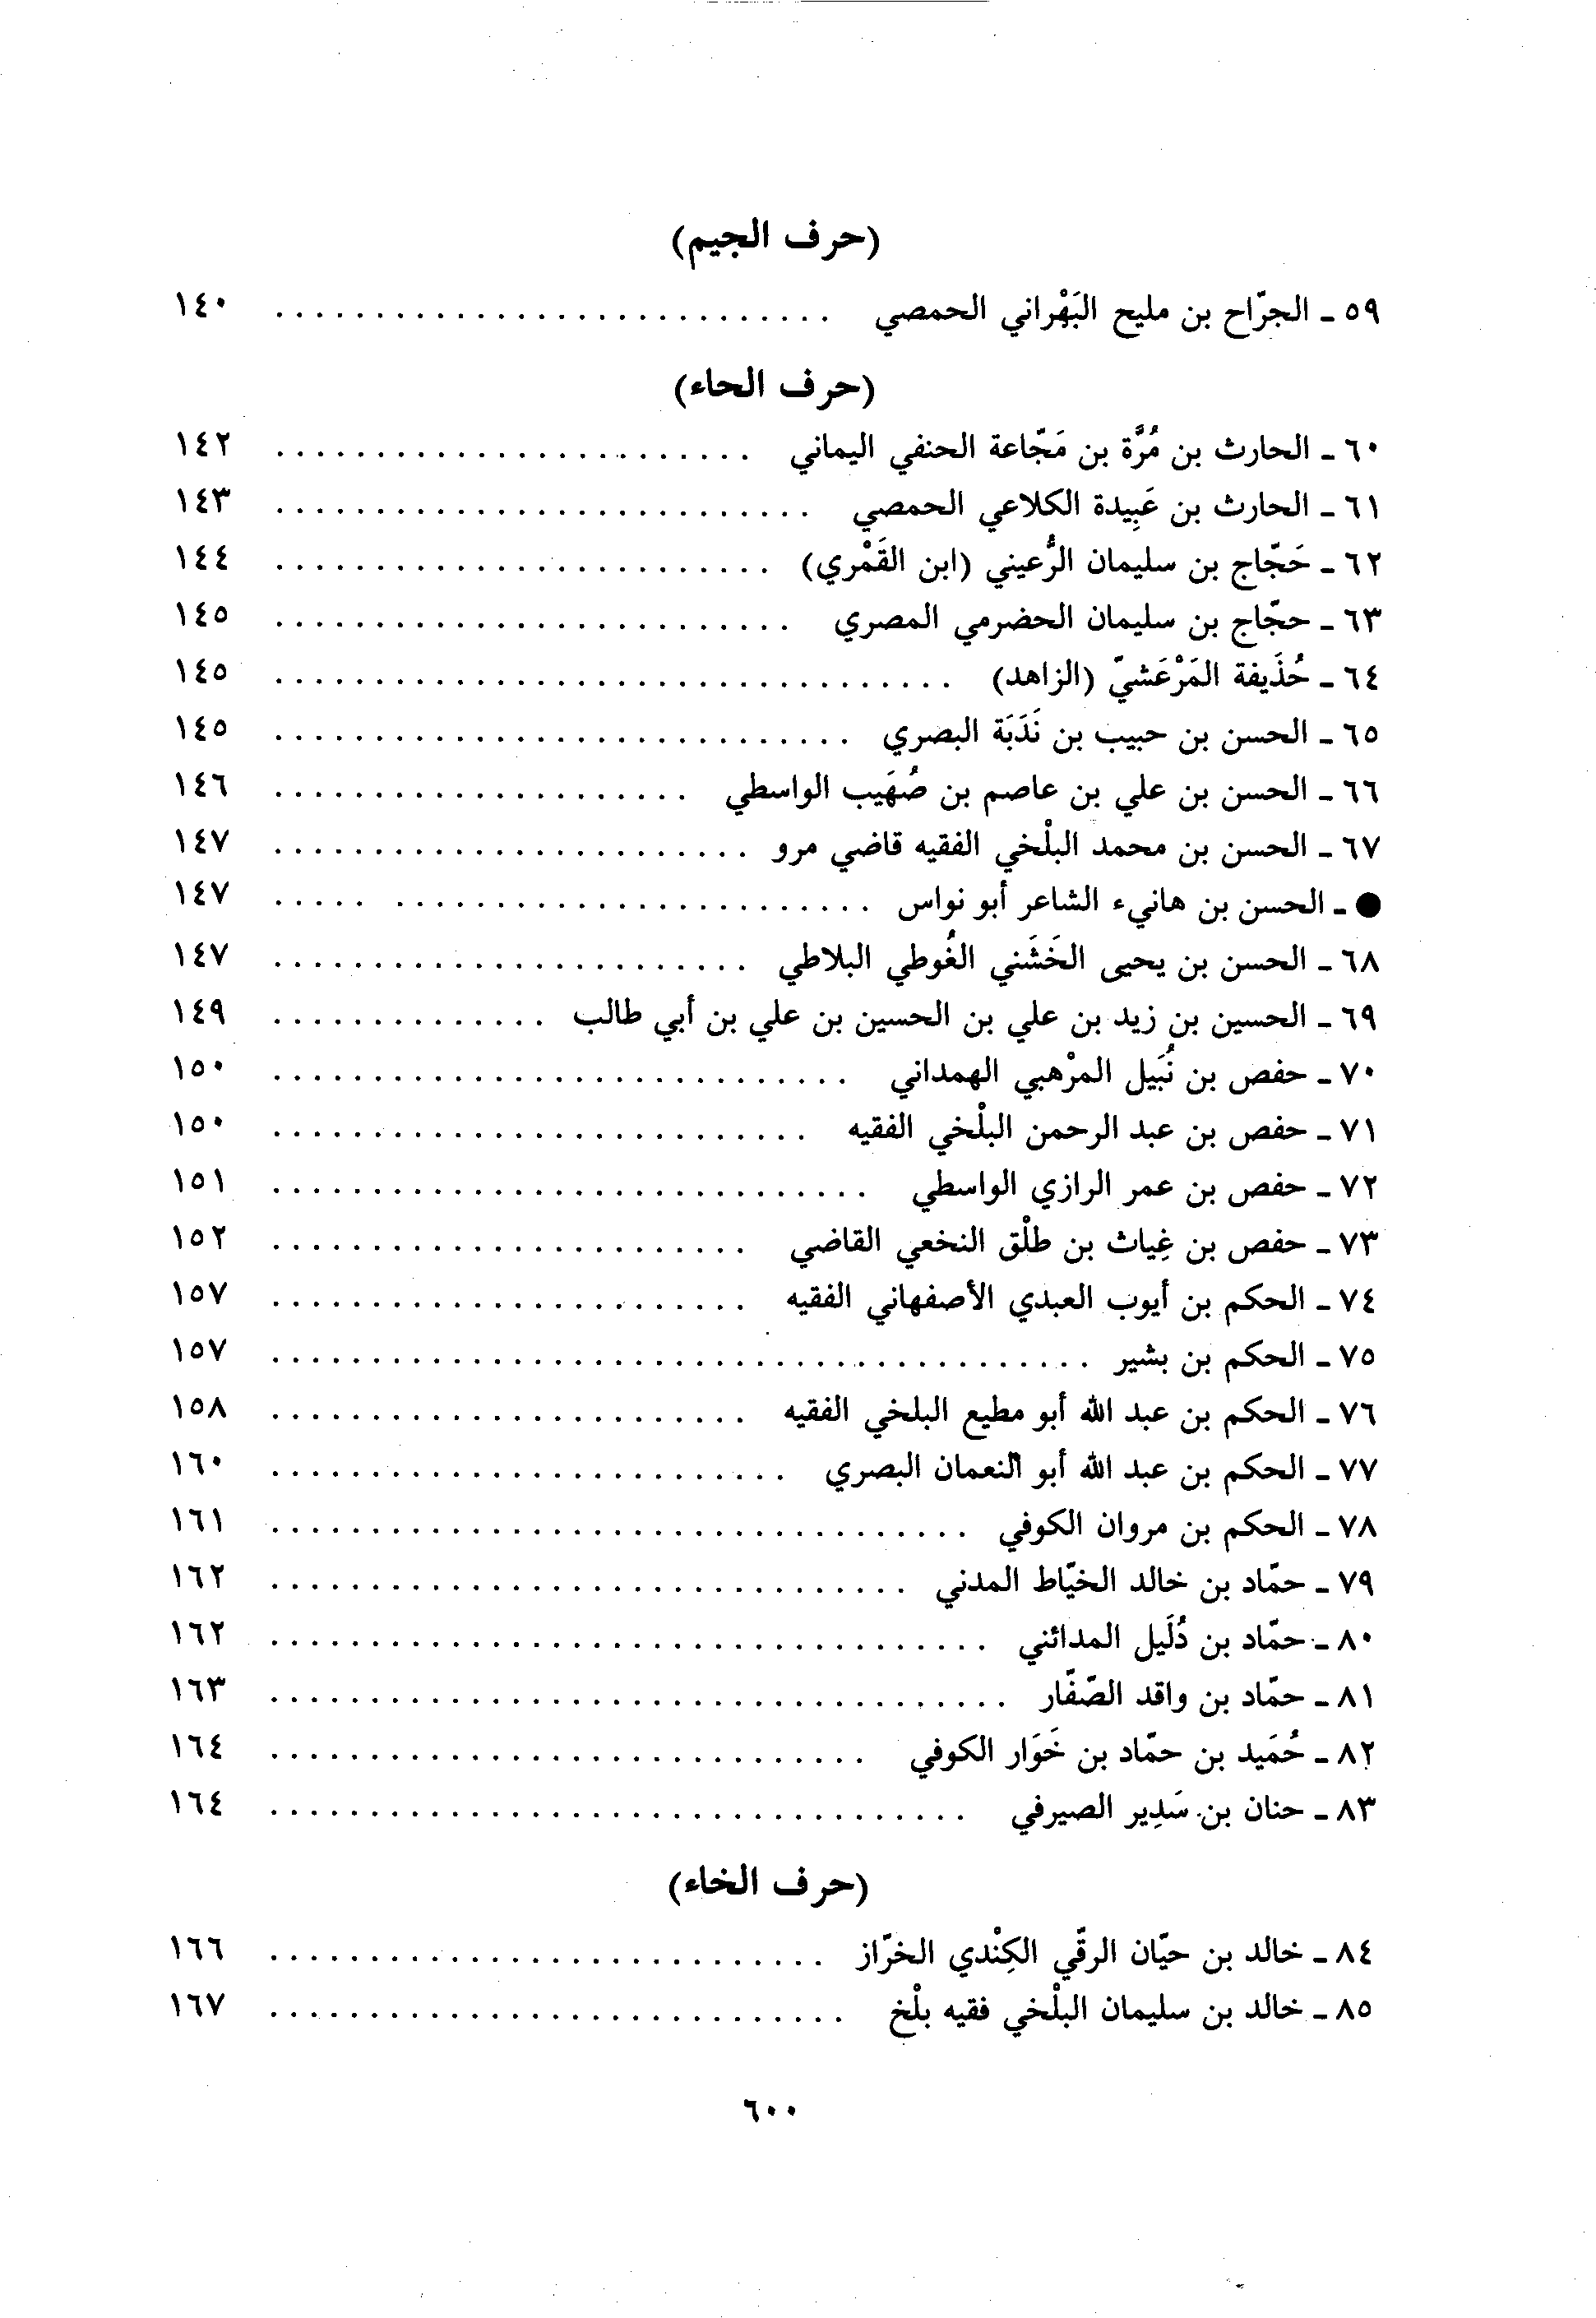 (حرف الجيم)
٥٩ - الجرّاح بن مليح البَهْراني الحمصي . . . . . . . . . . . . . . . . . . . . . . . . . . . . ١٤٠
(حرف الحاء)
٦٠ - الحارث بن مُرَّة بن مَجّاعة الحنفي اليماني . . . . . . . . . . . . . . . . . . . . . . . . ١٤٢
٦١ - الحارث بن عَبِيدة الكلاعي الحمصي . . . . . . . . . . . . . . . . . . . . . . . . . . . ١٤٣
٦٢ - حَجّاج بن سليمان الرُّعيني (ابن القَمْري) . . . . . . . . . . . . . . . . . . . . . . . . . ١٤٤
٦٣ - حجّاج بن سليمان الحضرمي المصري . . . . . . . . . . . . . . . . . . . . . . . . . . ١٤٥
٦٤ - حُذَيفة المَرْعَشيّ (الزاهد) . . . . . . . . . . . . . . . . . . . . . . . . . . . . . . . . . . ١٤٥
٦٥ - الحسن بن حبيب بن نَدَبَة البصري . . . . . . . . . . . . . . . . . . . . . . . . . . . . . ١٤٥
٦٦ - الحسن بن علي بن عاصم بن صُهَيب الواسطي . . . . . . . . . . . . . . . . . . . . . ١٤٦
٦٧ - الحسن بن محمد البلْخي الفقيه قاضي مرو . . . . . . . . . . . . . . . . . . . . . . . . ١٤٧
● - الحسن بن هانيء الشاعر أبو نواس . . . . . . . . . . . . . . . . . . . . . . . . . . . . . ١٤٧
٦٨ - الحسن بن يحيى الخَشَني الغُوطي البلاطي . . . . . . . . . . . . . . . . . . . . . . . . ١٤٧
٦٩ - الحسين بن زيد بن علي بن الحسين بن علي بن أبي طالب . . . . . . . . . . . . . . ١٤٩
٧٠ - حفص بن نُبَيل المرْهبي الهمداني . . . . . . . . . . . . . . . . . . . . . . . . . . . . . ١٥٠
٧١ - حفص بن عبد الرحمن البلْخي الفقيه . . . . . . . . . . . . . . . . . . . . . . . . . . . ١٥٠
٧٢ - حفص بن عمر الرازي الواسطي . . . . . . . . . . . . . . . . . . . . . . . . . . . . . . ١٥١
٧٣ - حفص بن غِياث بن طلْق النخعي القاضي . . . . . . . . . . . . . . . . . . . . . . . . ١٥٢
٧٤ - الحكم بن أيوب العبدي الأصفهاني الفقيه . . . . . . . . . . . . . . . . . . . . . . . . ١٥٧
٧٥ - الحكم بن بشير . . . . . . . . . . . . . . . . . . . . . . . . . . . . . . . . . . . . . . . . . ١٥٧
٧٦ - الحكم بن عبد الله أبو مطيع البلخي الفقيه . . . . . . . . . . . . . . . . . . . . . . . . ١٥٨
٧٧ - الحكم بن عبد الله أبو النعمان البصري . . . . . . . . . . . . . . . . . . . . . . . . . . ١٦٠
٧٨ - الحكم بن مروان الكوفي . . . . . . . . . . . . . . . . . . . . . . . . . . . . . . . . . . . ١٦١
٧٩ - حمّاد بن خالد الخيّاط المدني . . . . . . . . . . . . . . . . . . . . . . . . . . . . . . . . ١٦٢
٨٠ - حمّاد بن دُلَيل المدائني . . . . . . . . . . . . . . . . . . . . . . . . . . . . . . . . . . . . ١٦٢
٨١ - حمّاد بن واقد الصّفّار . . . . . . . . . . . . . . . . . . . . . . . . . . . . . . . . . . . . . ١٦٣
٨٢ - حُمَيد بن حمّاد بن خَوَار الكوفي . . . . . . . . . . . . . . . . . . . . . . . . . . . . . . ١٦٤
٨٣ - حنان بن سَدِير الصيرفي . . . . . . . . . . . . . . . . . . . . . . . . . . . . . . . . . . . ١٦٤
(حرف الخاء)
٨٤ - خالد بن حيّان الرقّي الكِنْدي الخرّاز . . . . . . . . . . . . . . . . . . . . . . . . . . . . ١٦٦
٨٥ - خالد بن سليمان البلْخي فقيه بلْخ . . . . . . . . . . . . . . . . . . . . . . . . . . . . . ١٦٧
٦٠٠